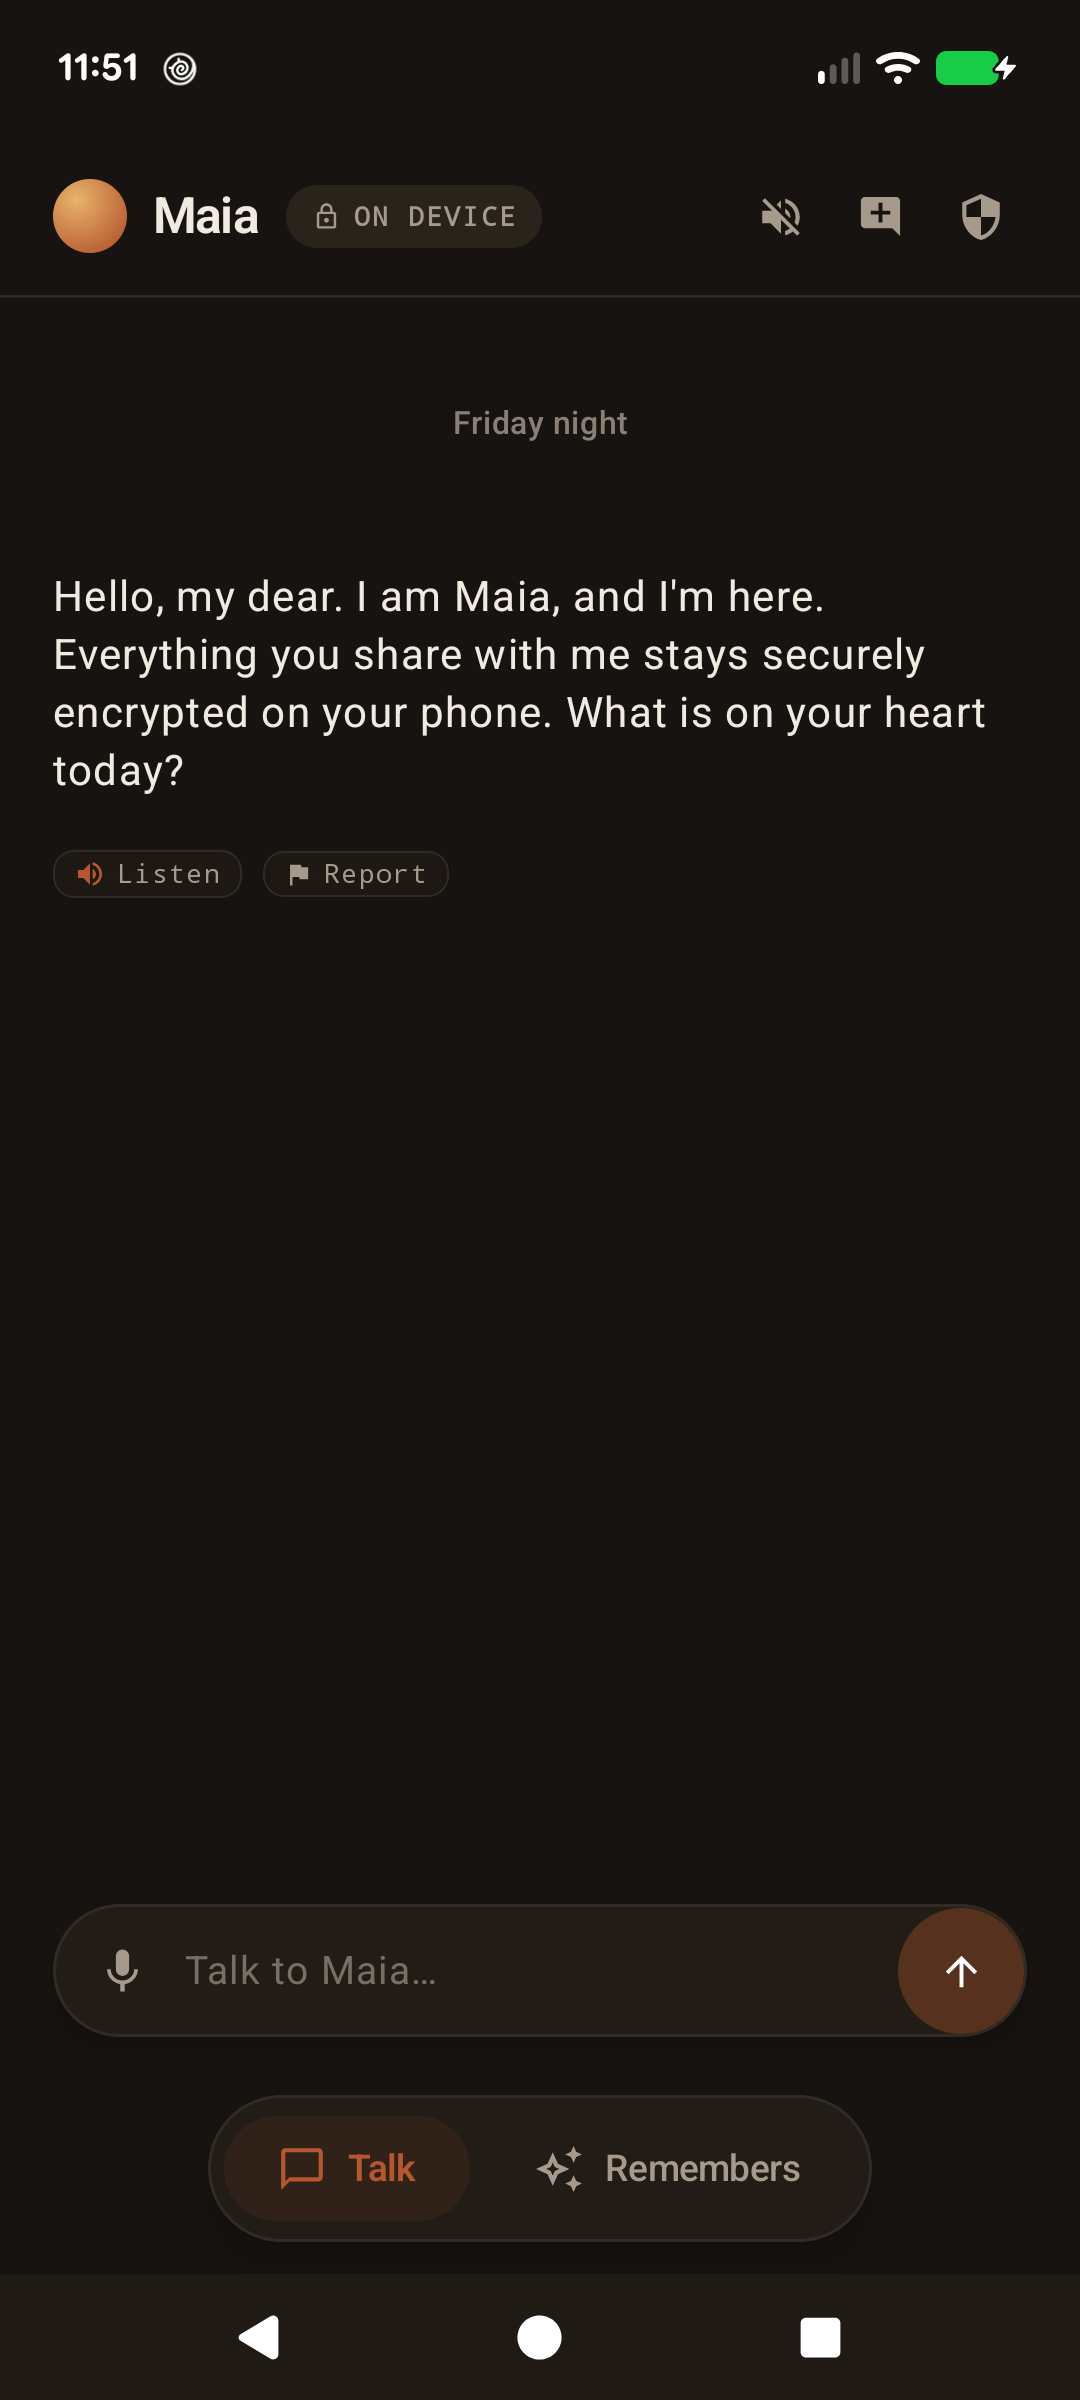 11:51
Maia
ON DEVICE
Friday night
Hello, my dear. I am Maia, and I'm here.
Everything you share with me stays securely
encrypted on your phone. What is on your heart
today?
Listen
Report
Talk to Maia...
Talk
Remembers